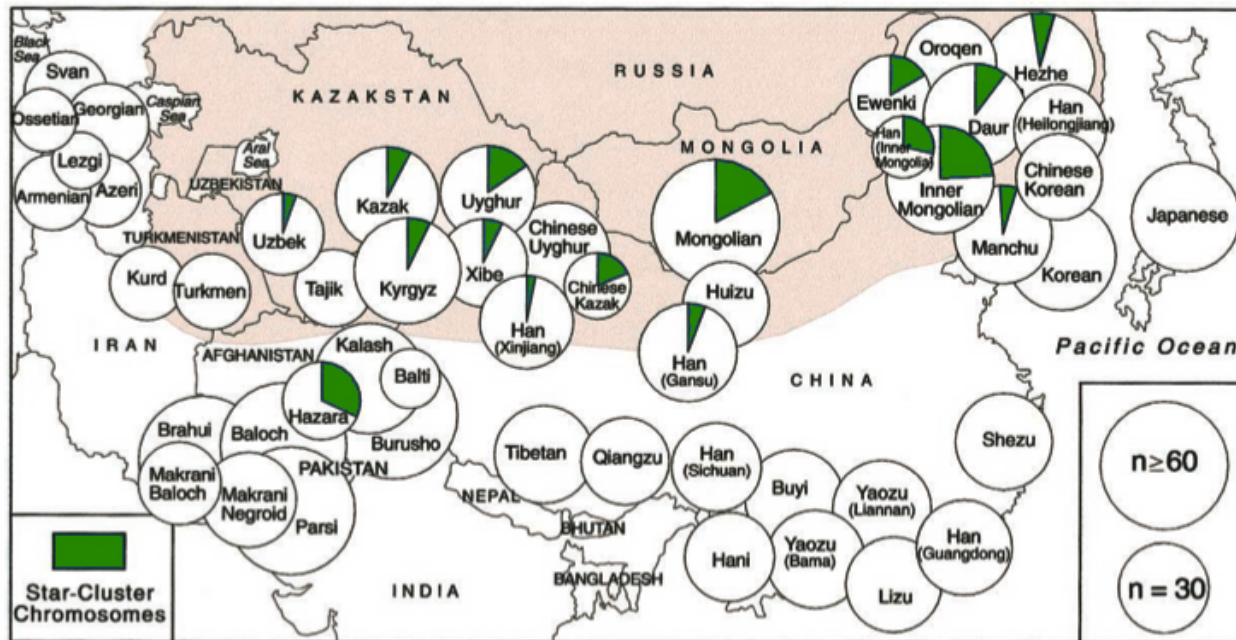 Black
Sea
Svan
Ossetian
Georgian
Caspian
Sea
Lezgi
Armenian
Azeri
Aral
Sea
KAZAKSTAN
RUSSIA
MONGOLIA
UZBEKISTAN
TURKMENISTAN
Kurd
Turkmen
Uzbek
Tajik
Kazak
Kyrgyz
Uyghur
Xibe
Chinese
Uyghur
Chinese
Kazak
Han
(Xinjiang)
Mongolian
Huizu
Han
(Gansu)
Oroqen
Hezhe
Ewenki
Daur
Han
(Heilongjiang)
Han
(Inner
Mongolia)
Inner
Mongolian
Chinese
Korean
Manchu
Korean
Japanese
IRAN
AFGHANISTAN
Kalash
Balti
Hazara
Burusho
Brahui
Baloch
PAKISTAN
Makrani
Baloch
Makrani
Negroid
Parsi
CHINA
Pacific Ocean
Tibetan
Qiangzu
Han
(Sichuan)
Buyi
Yaozu
(Liannan)
Shezu
NEPAL
BHUTAN
BANGLADESH
INDIA
Hani
Yaozu
(Bama)
Lizu
Han
(Guangdong)
Star-Cluster
Chromosomes
n≥60
n = 30